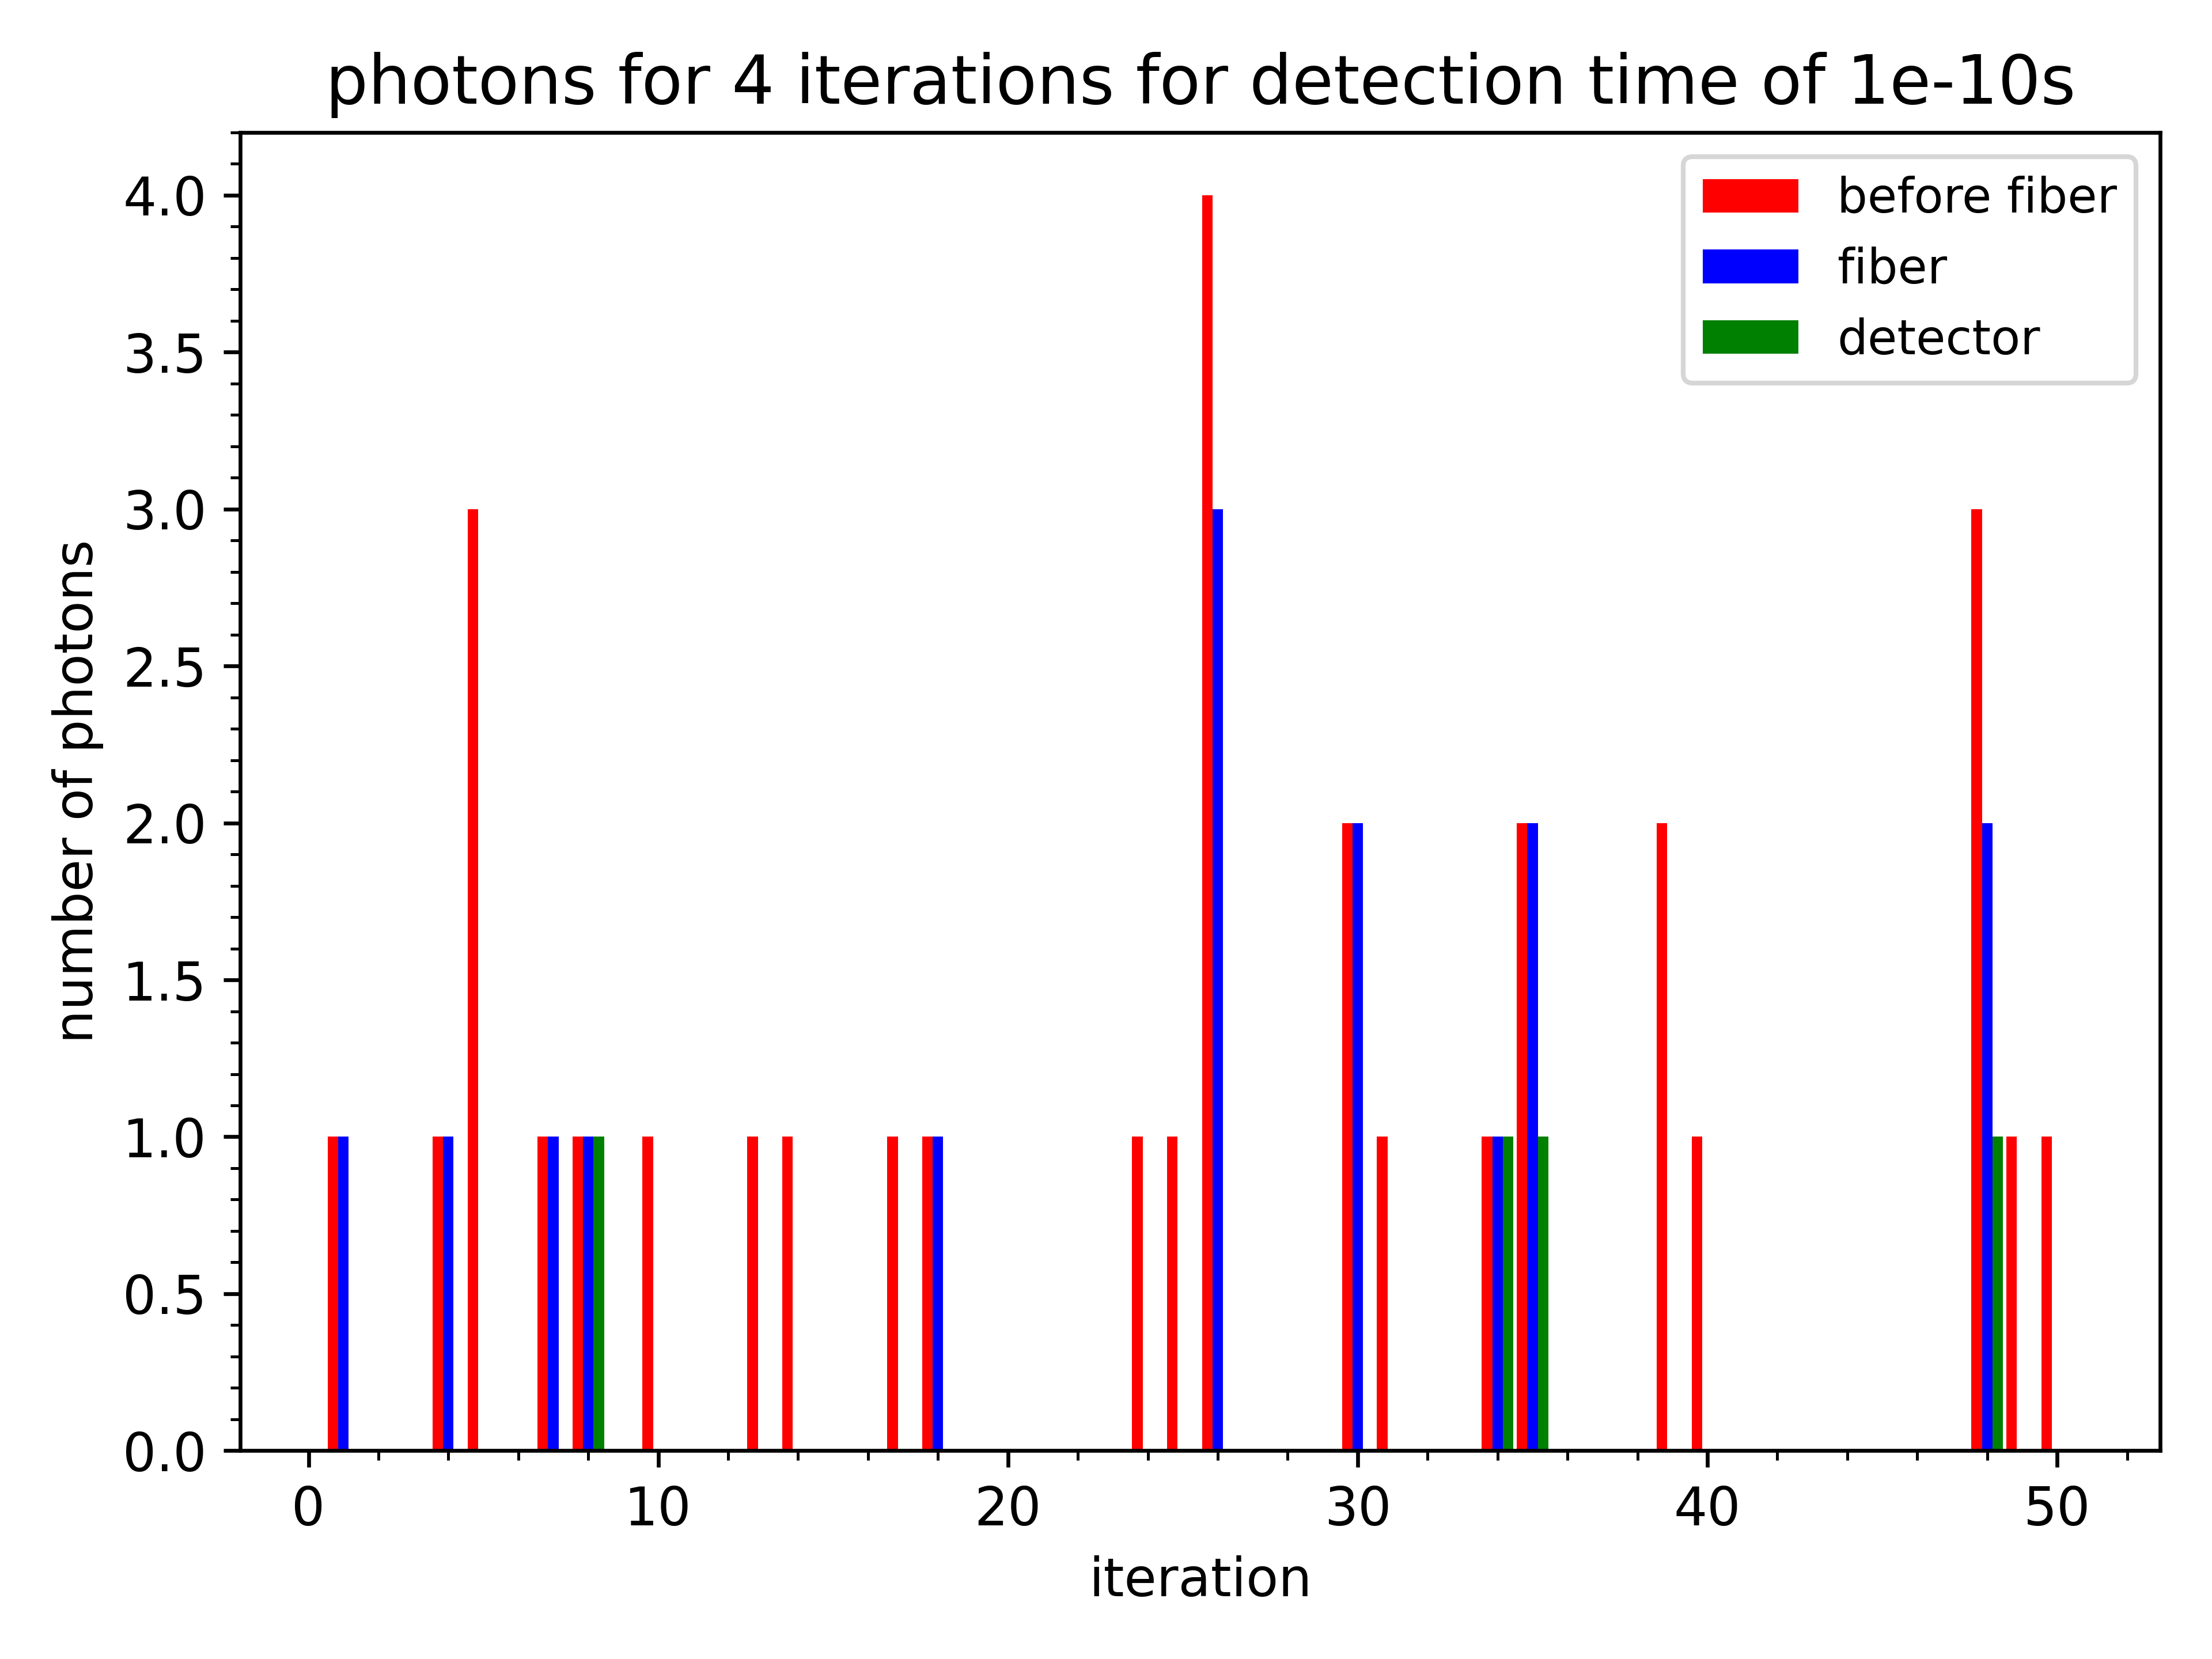 photons for 4 iterations for detection time of 1e-10s
before fiber
fiber
detector
number of photons
4.0
3.5
3.0
2.5
2.0
1.5
1.0
0.5
0.0
0 10 20 30 40 50
iteration